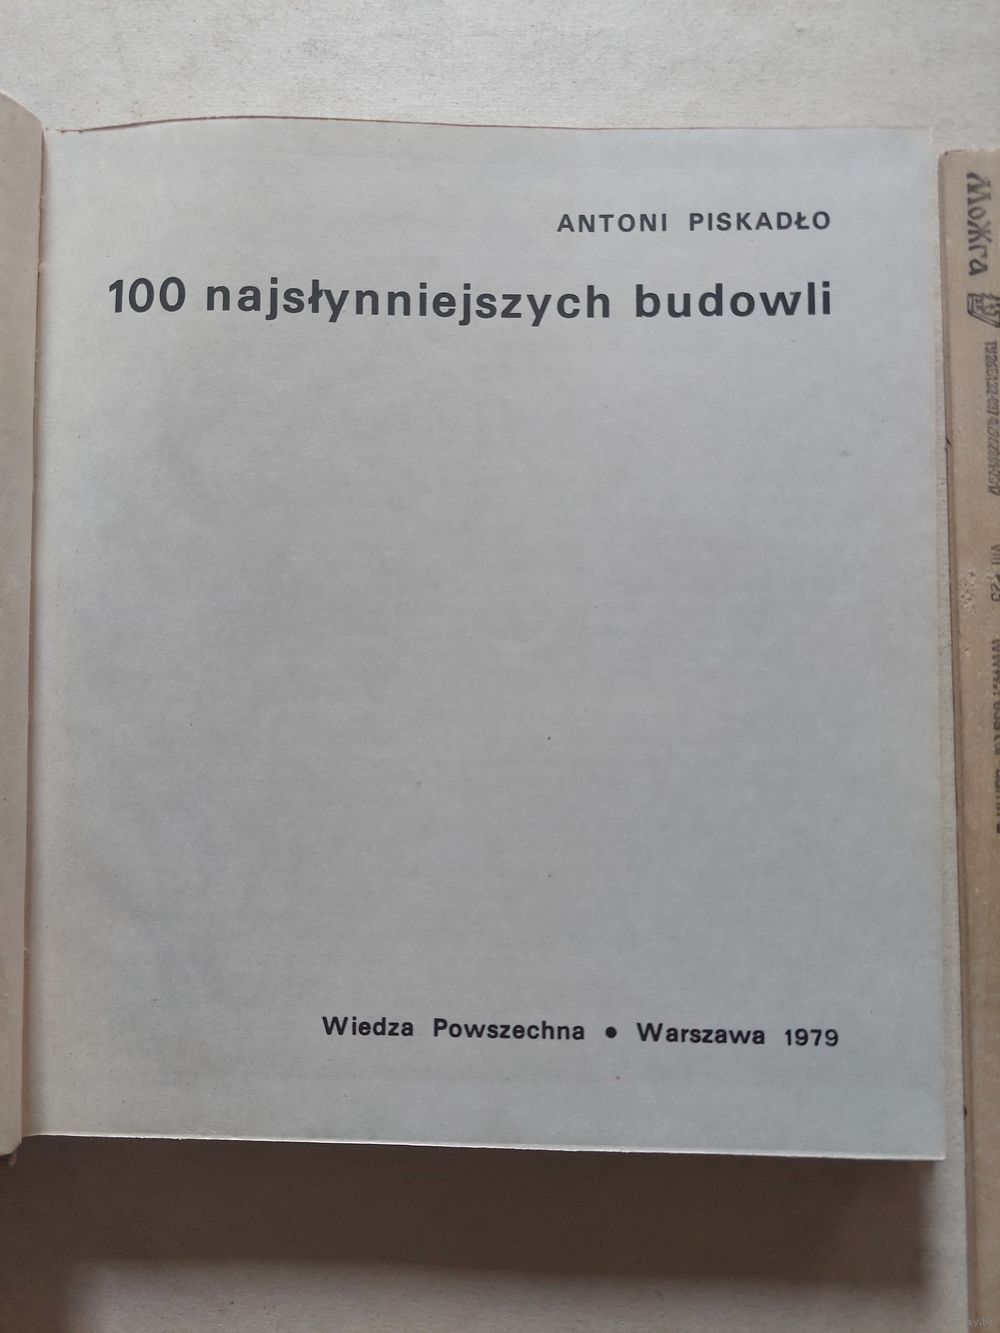 ANTONI PISKADŁO
100 najsłynniejszych budowli
Wiedza Powszechna ● Warszawa 1979